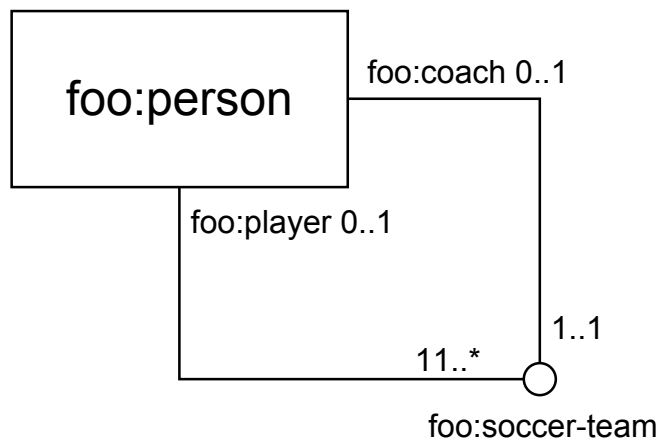 foo:coach 0..1
foo:person
foo:player 0..1
1..1
11..*
foo:soccer-team